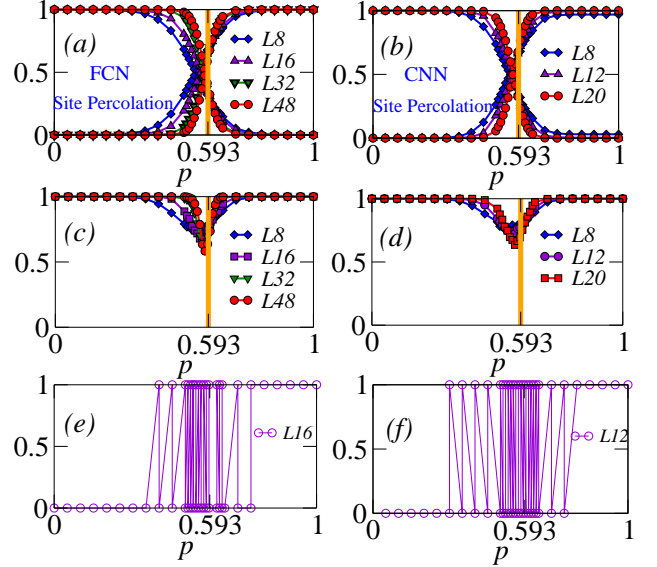 1
(a)
L8
L16
FCN
0.5
L32
Site Percolation
L48
0
0
0.593
1
p
1
(b)
L8
CNN
L12
0.5
Site Percolation
L20
0
0
0.593
1
p
1
(c)
L8
L16
0.5
L32
L48
0
0
0.593
1
p
1
(d)
L8
L12
0.5
L20
0
0
0.593
1
p
1
(e)
L16
0.5
0
0
0.593
1
p
1
(f)
L12
0.5
0
0
0.593
1
p